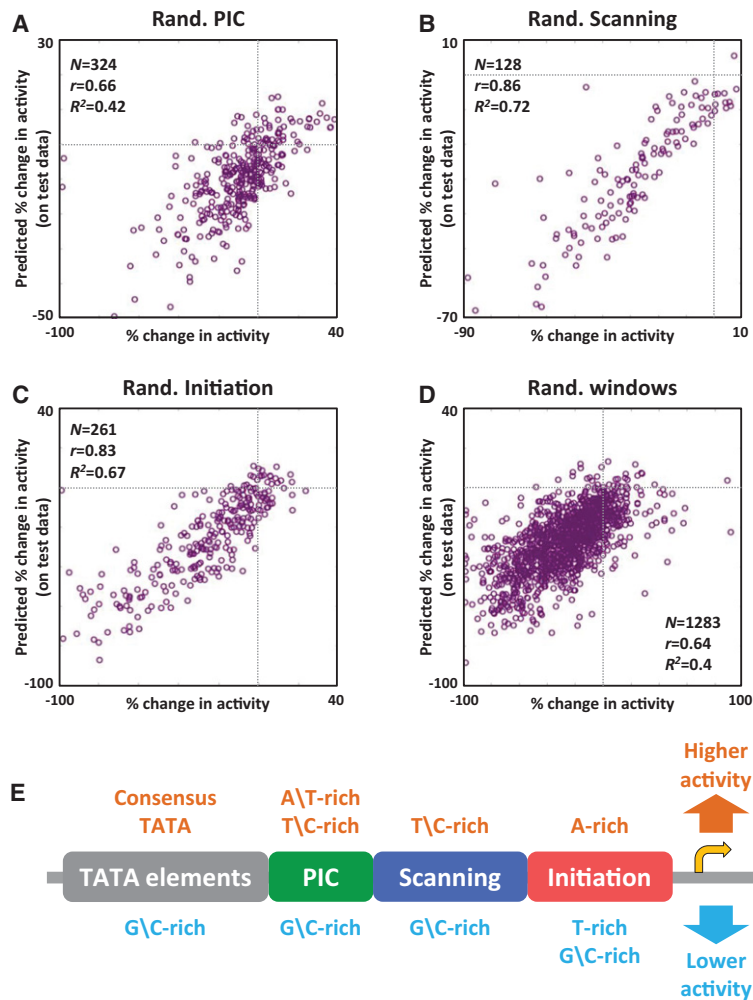 A
Rand. PIC
30
N=324
r=0.66
R²=0.42
Predicted % change in activity
(on test data)
-50
-100
40
% change in activity
B
Rand. Scanning
10
N=128
r=0.86
R²=0.72
Predicted % change in activity
(on test data)
-70
-90
10
% change in activity
C
Rand. Initiation
40
N=261
r=0.83
R²=0.67
Predicted % change in activity
(on test data)
-100
-100
40
% change in activity
D
Rand. windows
40
N=1283
r=0.64
R²=0.4
Predicted % change in activity
(on test data)
-100
-100
100
% change in activity
E
Consensus
TATA
A\T-rich
T\C-rich
T\C-rich
A-rich
Higher
activity
TATA elements
PIC
Scanning
Initiation
G\C-rich
G\C-rich
G\C-rich
T-rich
G\C-rich
Lower
activity